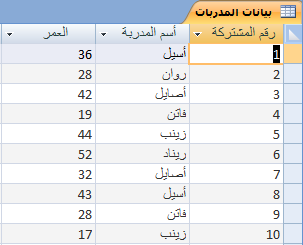 بيانات المدربات
رقم المشتركة أسم المدربة العمر
1 أسيل 36
2 روان 28
3 أصايل 42
4 فاتن 19
5 زينب 44
6 ريناد 52
7 أصايل 32
8 أسيل 43
9 فاتن 28
10 زينب 17